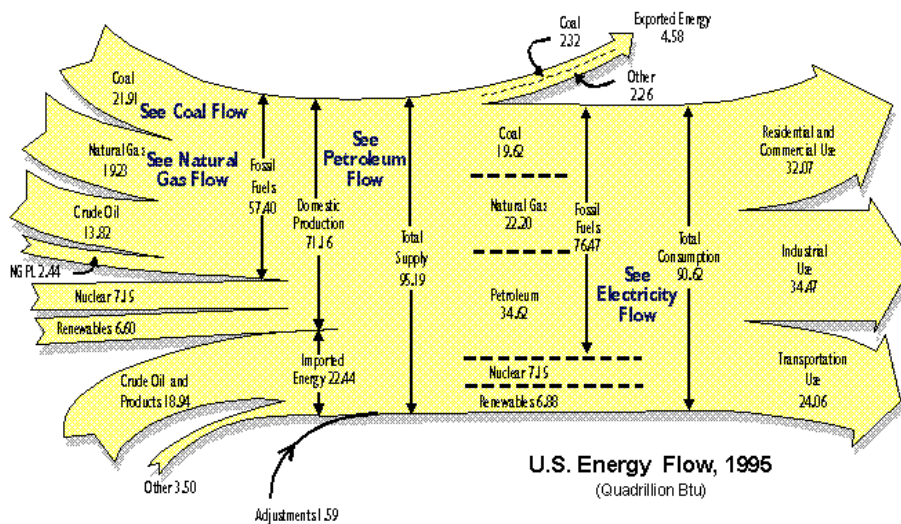 Coal
2.32
Exported Energy
4.58
Other
2.26
Coal
21.91
See Coal Flow
Natural Gas
19.23
See Natural
Gas Flow
Crude Oil
13.82
NGPL 2.44
Nuclear 7.19
Renewables 6.60
Crude Oil and
Products 18.94
Other 3.50
Adjustments 1.59
Fossil
Fuels
57.40
Domestic
Production
71.16
See
Petroleum
Flow
Imported
Energy 22.44
Total
Supply
95.19
Coal
19.62
Natural Gas
22.20
Petroleum
34.62
Nuclear 7.19
Renewables 6.88
Fossil
Fuels
76.47
See
Electricity
Flow
Total
Consumption
90.62
Residential and
Commercial Use
32.07
Industrial
Use
34.47
Transportation
Use
24.06
U.S. Energy Flow, 1995
(Quadrillion Btu)